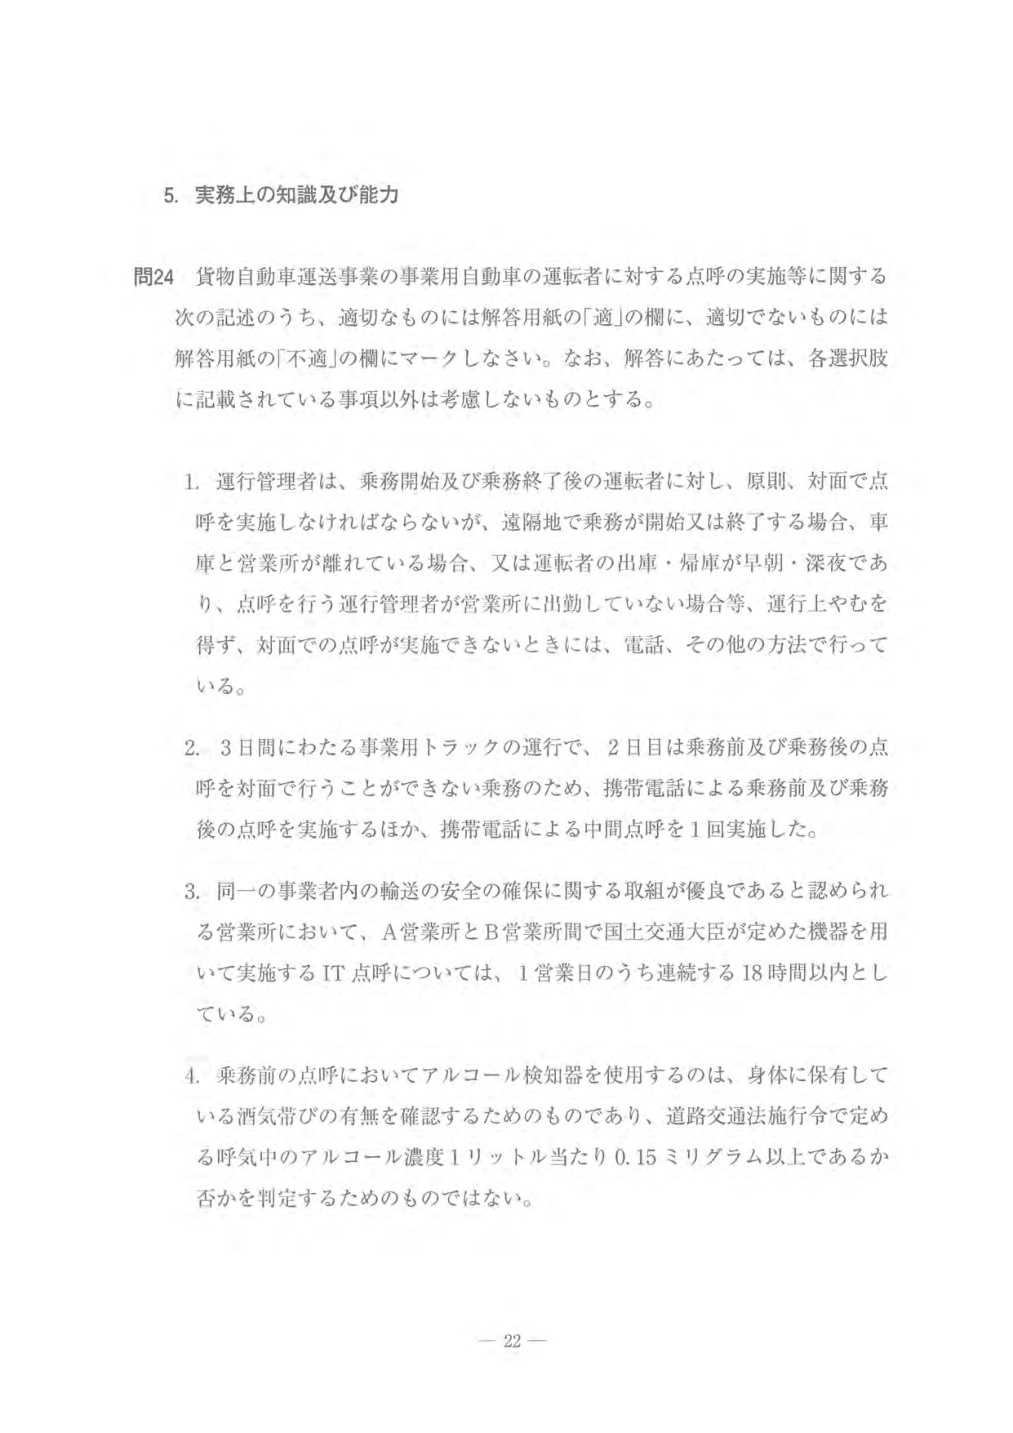 5. 実務上の知識及び能力
問24 貨物自動車運送事業の事業用自動車の運転者に対する点呼の実施等に関する
次の記述のうち、適切なものには解答用紙の「適」の欄に、適切でないものには
解答用紙の「不適」の欄にマークしなさい。なお、解答にあたっては、各選択肢
に記載されている事項以外は考慮しないものとする。
1. 運行管理者は、乗務開始及び乗務終了後の運転者に対し、原則、対面で点
呼を実施しなければならないが、遠隔地で乗務が開始又は終了する場合、車
庫と営業所が離れている場合、又は運転者の出庫・帰庫が早朝・深夜であ
り、点呼を行う運行管理者が営業所に出勤していない場合等、運行上やむを
得ず、対面での点呼が実施できないときには、電話、その他の方法で行って
いる。
2. 3日間にわたる事業用トラックの運行で、2日目は乗務前及び乗務後の点
呼を対面で行うことができない乗務のため、携帯電話による乗務前及び乗務
後の点呼を実施するほか、携帯電話による中間点呼を1回実施した。
3. 同一の事業者内の輸送の安全の確保に関する取組が優良であると認められ
る営業所において、A営業所とB営業所間で国土交通大臣が定めた機器を用
いて実施するIT点呼については、1営業日のうち連続する18時間以内とし
ている。
4. 乗務前の点呼においてアルコール検知器を使用するのは、身体に保有して
いる酒気帯びの有無を確認するためのものであり、道路交通法施行令で定め
る呼気中のアルコール濃度1リットル当たり0.15ミリグラム以上であるか
否かを判定するためのものではない。
— 22 —